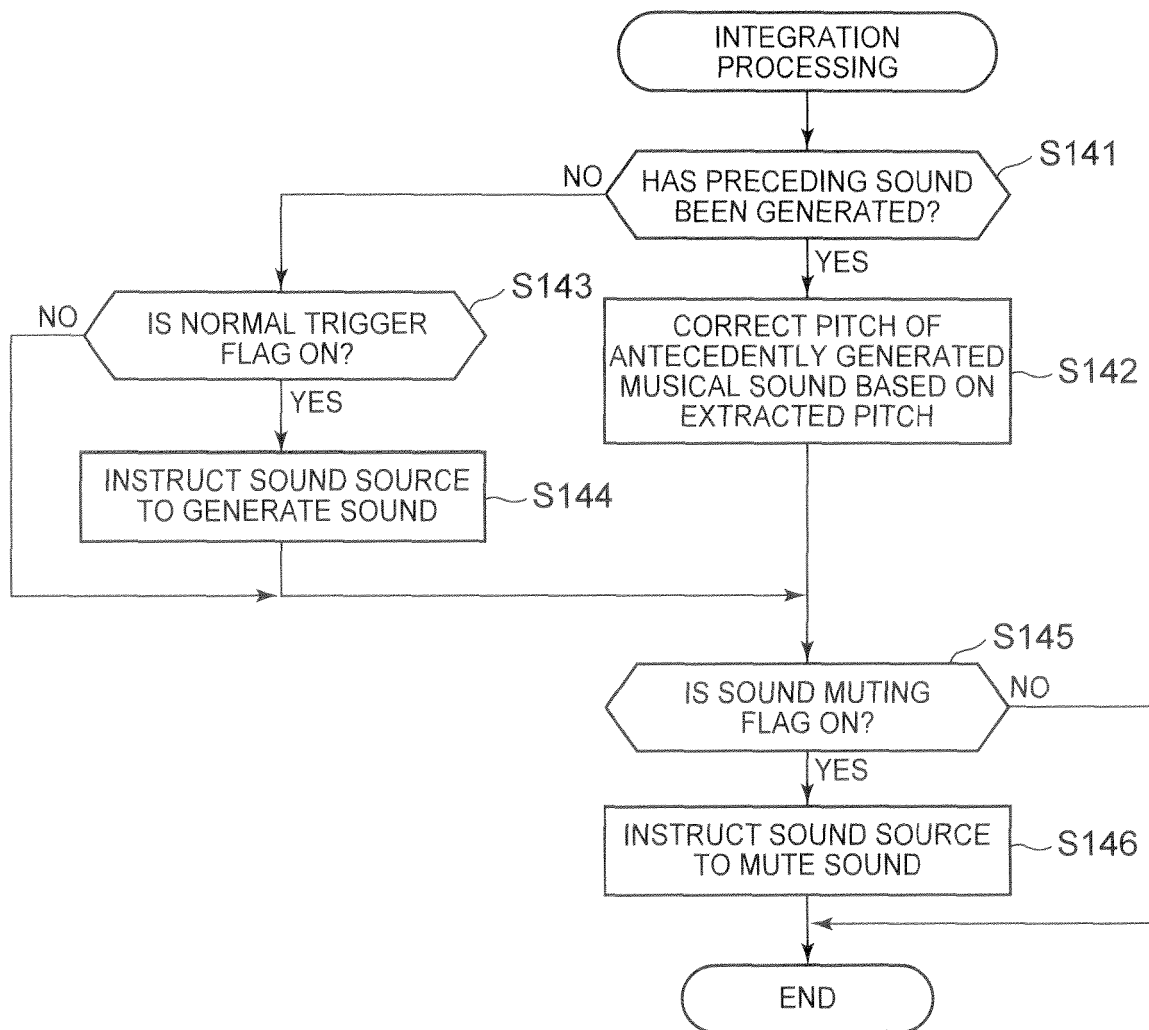 INTEGRATION
PROCESSING
S141
NO
HAS PRECEDING SOUND
BEEN GENERATED?
YES
S143
NO
IS NORMAL TRIGGER
FLAG ON?
YES
CORRECT PITCH OF
ANTECEDENTLY GENERATED
MUSICAL SOUND BASED ON
EXTRACTED PITCH
S142
INSTRUCT SOUND SOURCE
TO GENERATE SOUND
S144
S145
IS SOUND MUTING
FLAG ON?
NO
YES
INSTRUCT SOUND SOURCE
TO MUTE SOUND
S146
END